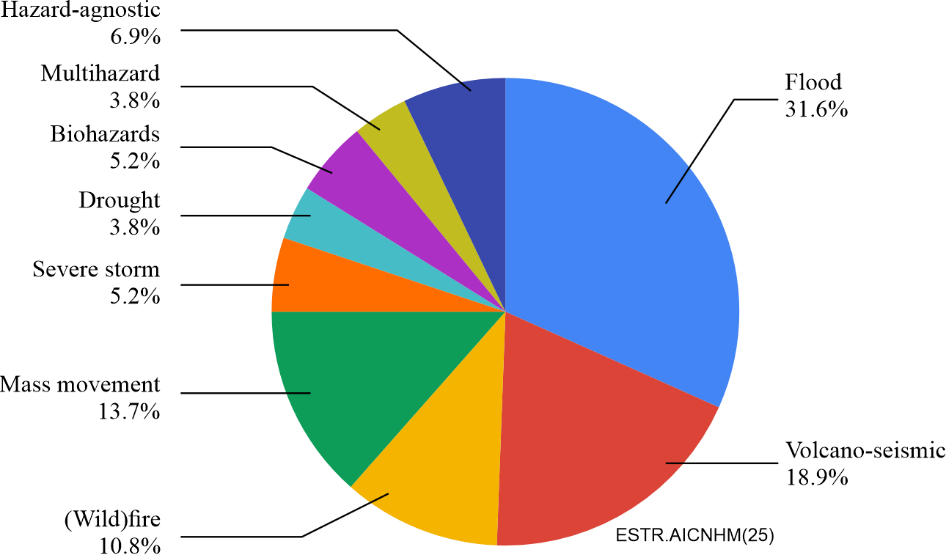 Hazard-agnostic
6.9%
Multihazard
3.8%
Biohazards
5.2%
Drought
3.8%
Severe storm
5.2%
Mass movement
13.7%
(Wild)fire
10.8%
Flood
31.6%
Volcano-seismic
18.9%
ESTR.AICNHM(25)